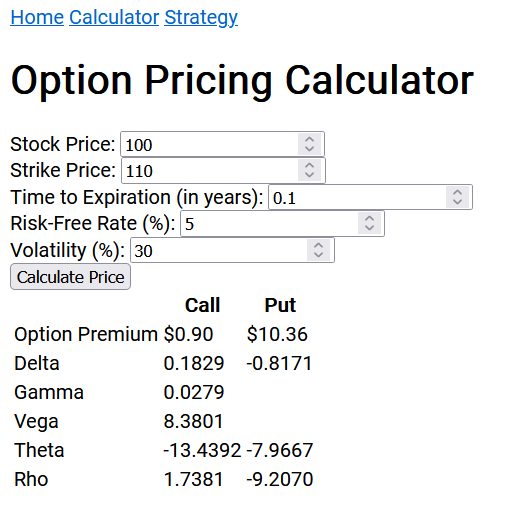 Home Calculator Strategy
Option Pricing Calculator
Stock Price: 100
Strike Price: 110
Time to Expiration (in years): 0.1
Risk-Free Rate (%): 5
Volatility (%): 30
Calculate Price
Call Put
Option Premium $0.90 $10.36
Delta 0.1829 -0.8171
Gamma 0.0279
Vega 8.3801
Theta -13.4392 -7.9667
Rho 1.7381 -9.2070